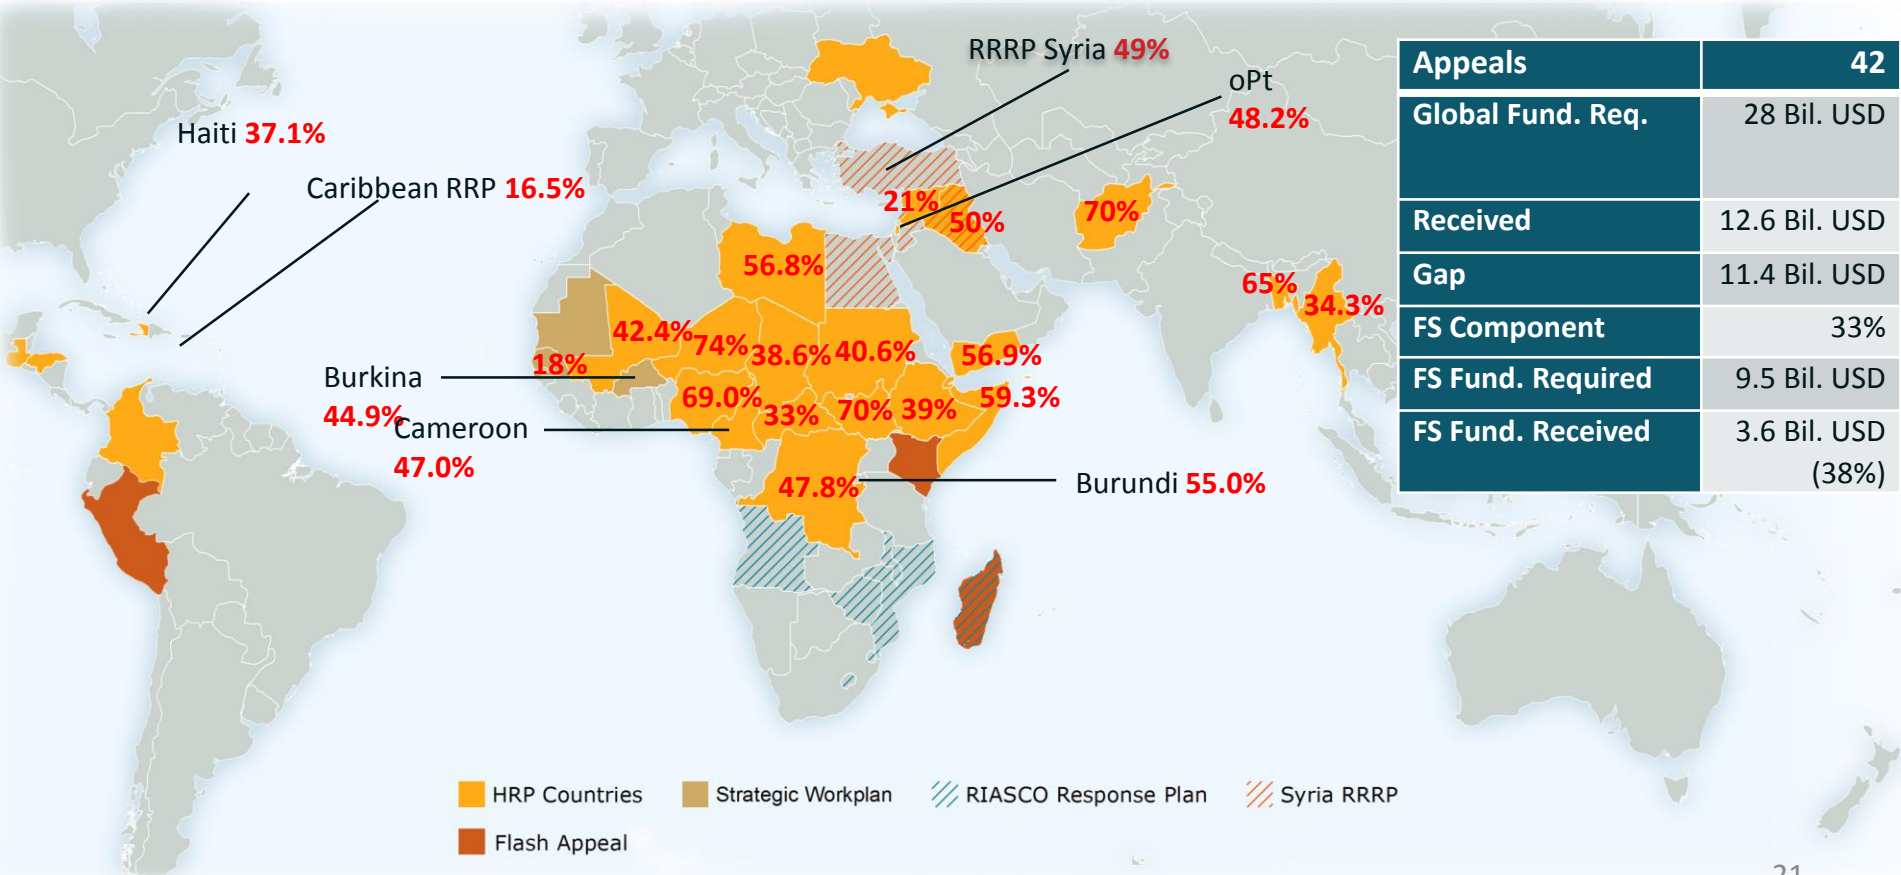 RRRP Syria 49%
oPt
48.2%
Haiti 37.1%
Caribbean RRP 16.5%
21%
50%
70%
56.8%
65%
34.3%
42.4%
74%
38.6%
40.6%
56.9%
18%
Burkina
44.9%
69.0%
33%
70%
39%
59.3%
Cameroon
47.0%
47.8%
Burundi 55.0%
Appeals 42
Global Fund. Req. 28 Bil. USD
Received 12.6 Bil. USD
Gap 11.4 Bil. USD
FS Component 33%
FS Fund. Required 9.5 Bil. USD
FS Fund. Received 3.6 Bil. USD
(38%)
HRP Countries Strategic Workplan RIASCO Response Plan Syria RRRP
Flash Appeal
21